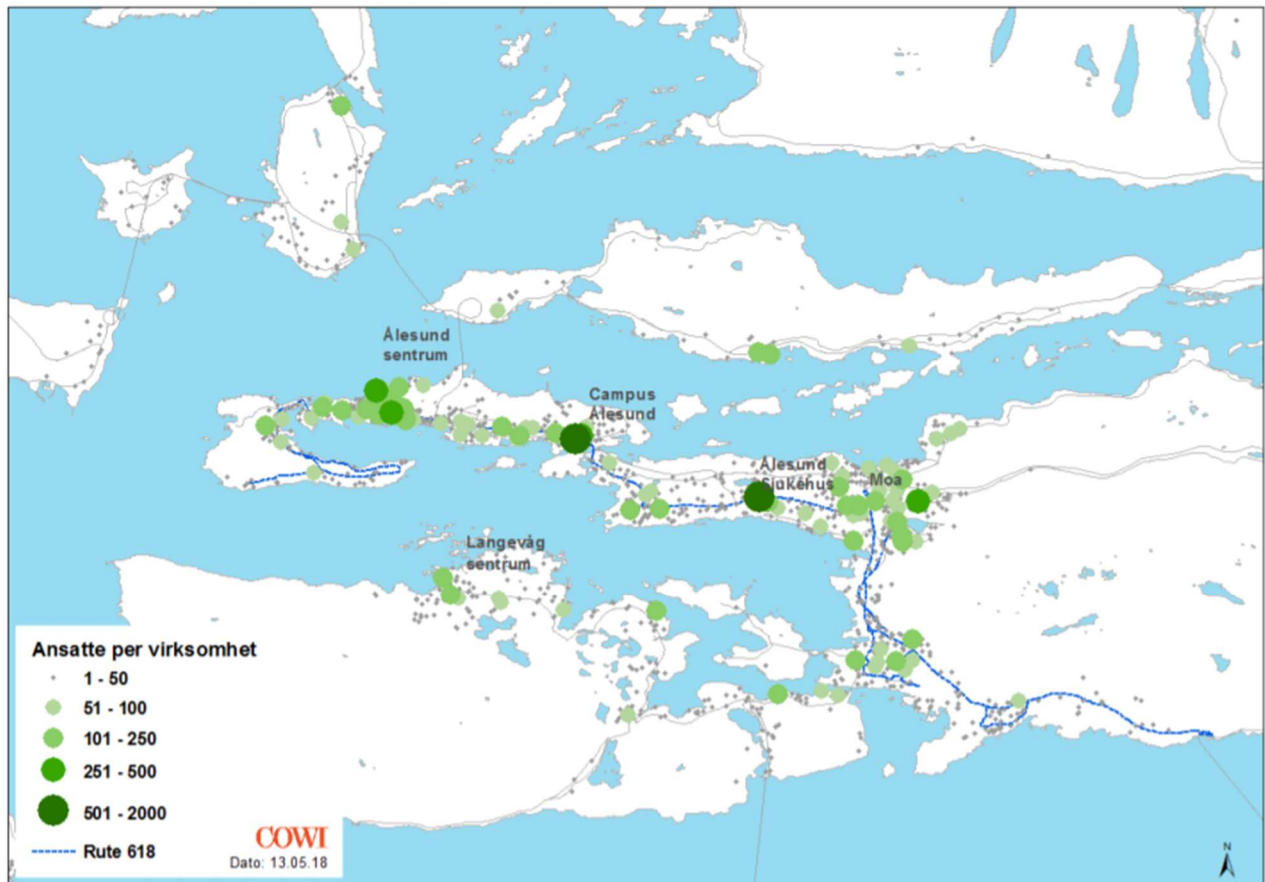 Ålesund
sentrum
Campus
Ålesund
Ålesund
Sjukehus
Moa
Langevåg
sentrum
Ansatte per virksomhet
1 - 50
51 - 100
101 - 250
251 - 500
501 - 2000
Rute 618
COWI
Dato: 13.05.18
N